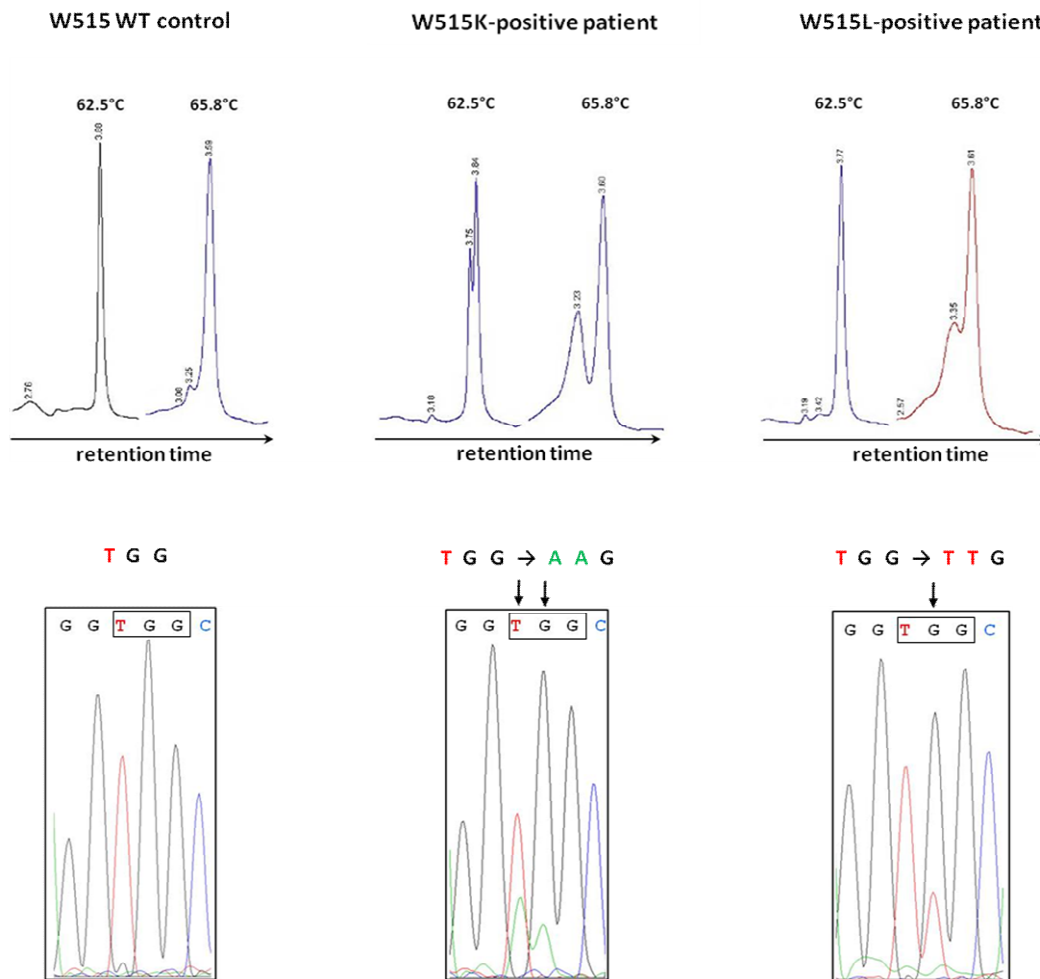 W515 WT control
W515K-positive patient
W515L-positive patient
62.5°C 65.8°C
62.5°C 65.8°C
62.5°C 65.8°C
2.76 3.00 3.25 3.59
3.18 3.75 3.84 3.23 3.60
3.19 3.42 3.77 2.57 3.35 3.61
retention time
retention time
retention time
T G G
T G G → A A G
T G G → T T G
G G T G G C
G G T G G C
G G T G G C